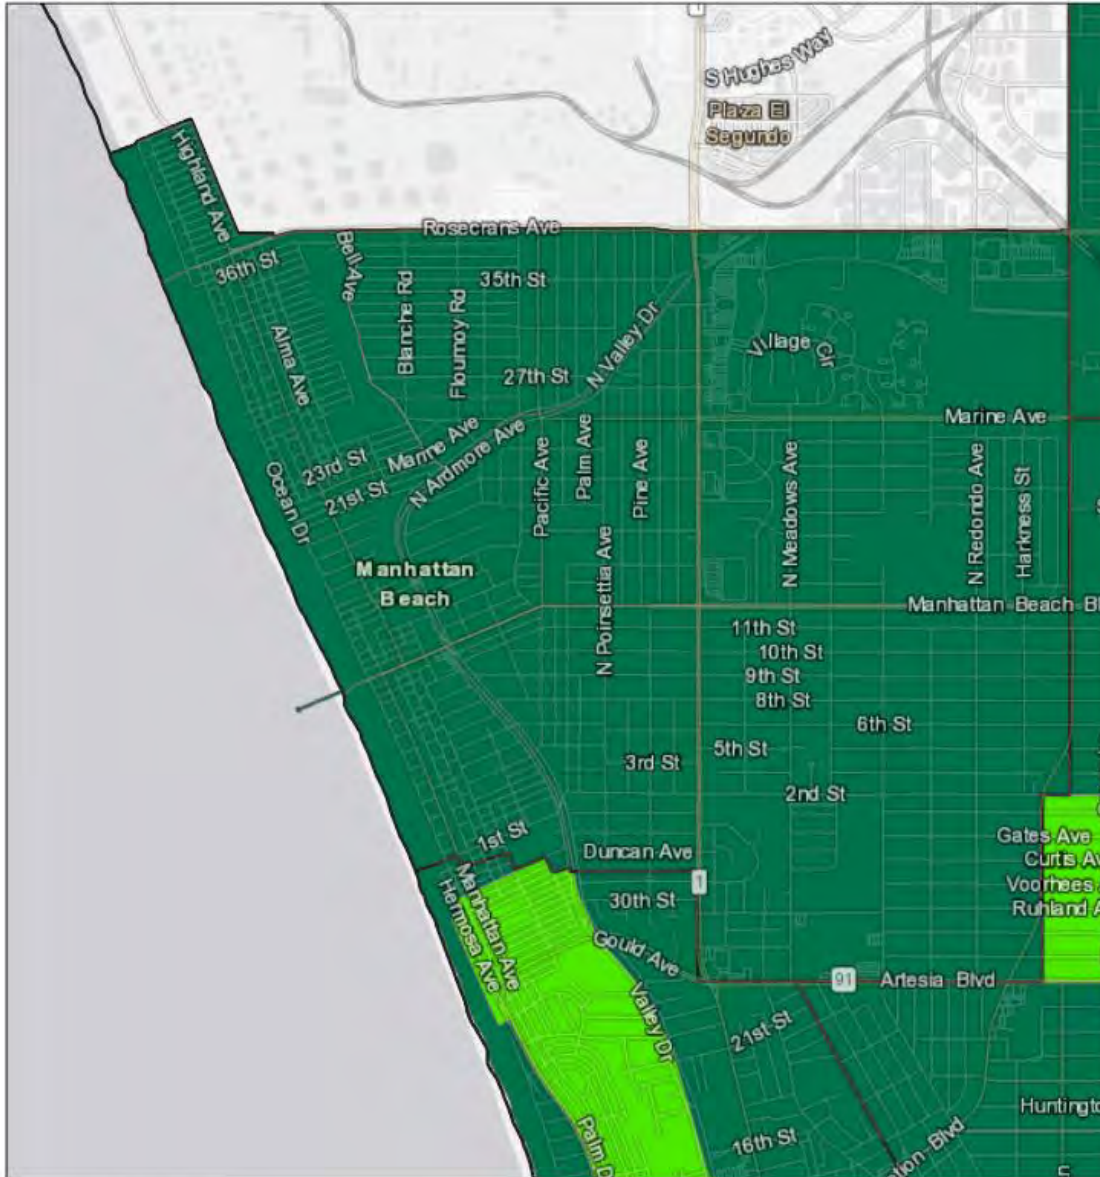 S Hughes Way
Plaza El
Segundo
Highland Ave
Rosecrans Ave
36th St
Bell Ave
Blanche Rd
Flournoy Rd
35th St
N Valley Dr
Village Cir
Alma Ave
27th St
Marine Ave
Marine Ave
23rd St
21st St
N Ardmore Ave
Pacific Ave
Palm Ave
Pine Ave
N Meadows Ave
N Redondo Ave
Harkness St
Ocean Dr
Manhattan
Beach
N Poinsettia Ave
Manhattan Beach Bl
11th St
10th St
9th St
8th St
6th St
5th St
3rd St
2nd St
1st St
Duncan Ave
Gates Ave
Curtis Av
Voorhees
Ruhland A
1
30th St
Manhattan Ave
Hermosa Ave
Gould Ave
91
Artesia Blvd
Valley Dr
21st St
Huntingto
Palm D
16th St
ation Blvd